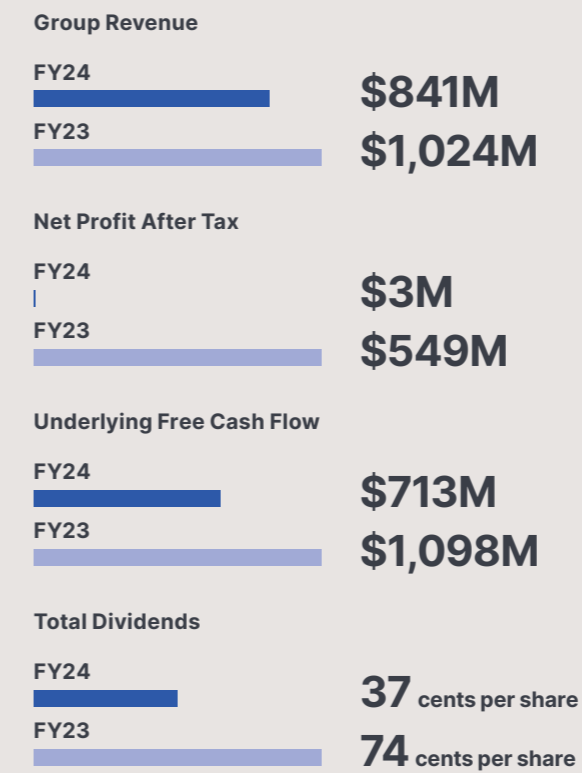 Group Revenue
FY24
$841M
FY23
$1,024M
Net Profit After Tax
FY24
$3M
FY23
$549M
Underlying Free Cash Flow
FY24
$713M
FY23
$1,098M
Total Dividends
FY24
37 cents per share
FY23
74 cents per share